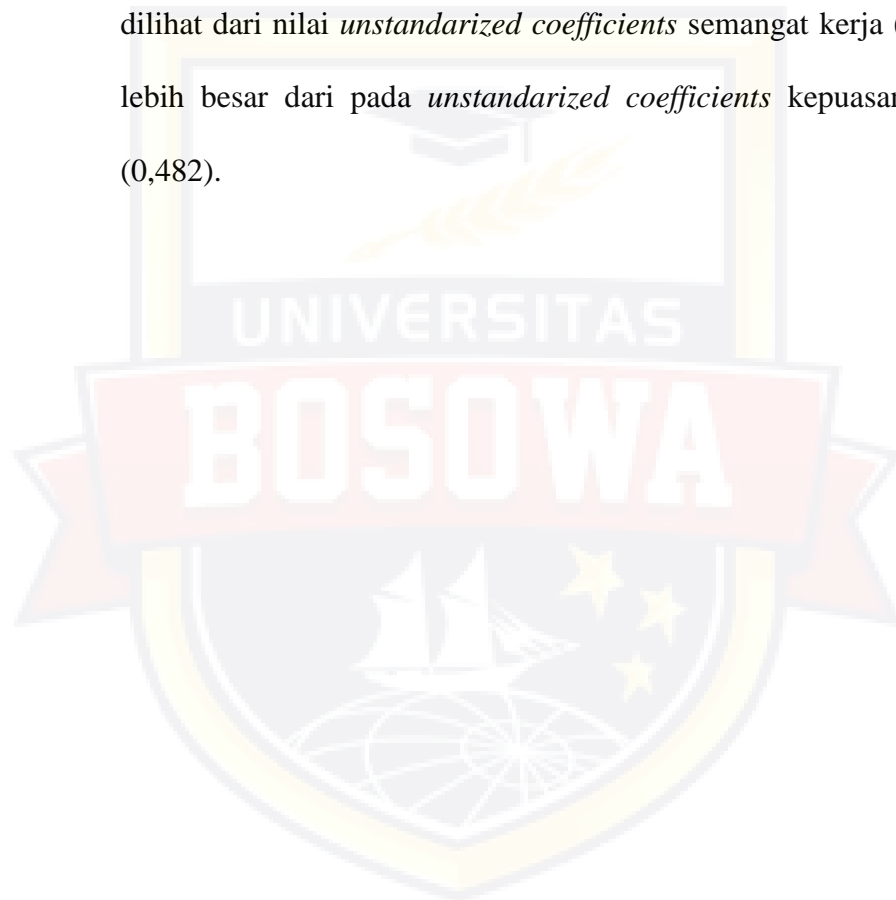 dilihat dari nilai unstandarized coefficients semangat kerja (
lebih besar dari pada unstandarized coefficients kepuasan
(0,482).
UNIVERSITAS
BOSOWA